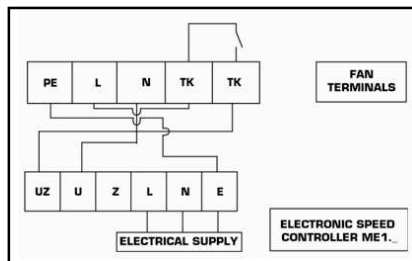 PE L N TK TK
FAN
TERMINALS
UZ U Z L N E
ELECTRICAL SUPPLY
ELECTRONIC SPEED
CONTROLLER ME1._